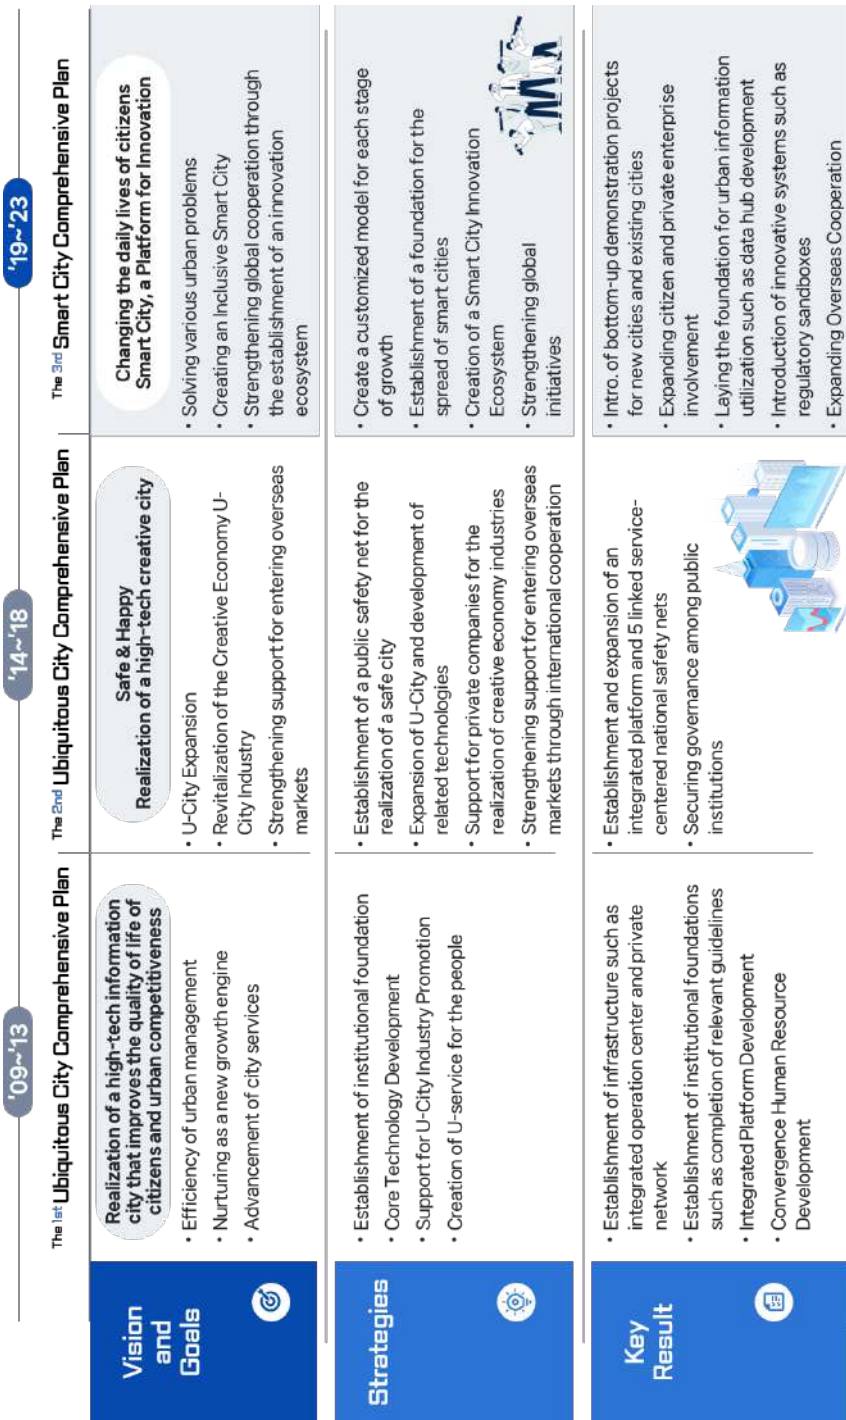 '09~'13
'14~'18
'19~'23
The 1st Ubiquitous City Comprehensive Plan
The 2nd Ubiquitous City Comprehensive Plan
The 3rd Smart City Comprehensive Plan
Vision
and
Goals
Realization of a high-tech information
city that improves the quality of life of
citizens and urban competitiveness
• Efficiency of urban management
• Nurturing as a new growth engine
• Advancement of city services
Safe & Happy
Realization of a high-tech creative city
• U-City Expansion
• Revitalization of the Creative Economy U-
City Industry
• Strengthening support for entering overseas
markets
Changing the daily lives of citizens
Smart City, a Platform for Innovation
• Solving various urban problems
• Creating an Inclusive Smart City
• Strengthening global cooperation through
the establishment of an innovation
ecosystem
Strategies
• Establishment of institutional foundation
• Core Technology Development
• Support for U-City Industry Promotion
• Creation of U-service for the people
• Establishment of a public safety net for the
realization of a safe city
• Expansion of U-City and development of
related technologies
• Support for private companies for the
realization of creative economy industries
• Strengthening support for entering overseas
markets through international cooperation
• Create a customized model for each stage
of growth
• Establishment of a foundation for the
spread of smart cities
• Creation of a Smart City Innovation
Ecosystem
• Strengthening global
initiatives
Key
Result
• Establishment of infrastructure such as
integrated operation center and private
network
• Establishment of institutional foundations
such as completion of relevant guidelines
• Integrated Platform Development
• Convergence Human Resource
Development
• Establishment and expansion of an
integrated platform and 5 linked service-
centered national safety nets
• Securing governance among public
institutions
• Intro. of bottom-up demonstration projects
for new cities and existing cities
• Expanding citizen and private enterprise
involvement
• Laying the foundation for urban information
utilization such as data hub development
• Introduction of innovative systems such as
regulatory sandboxes
• Expanding Overseas Cooperation